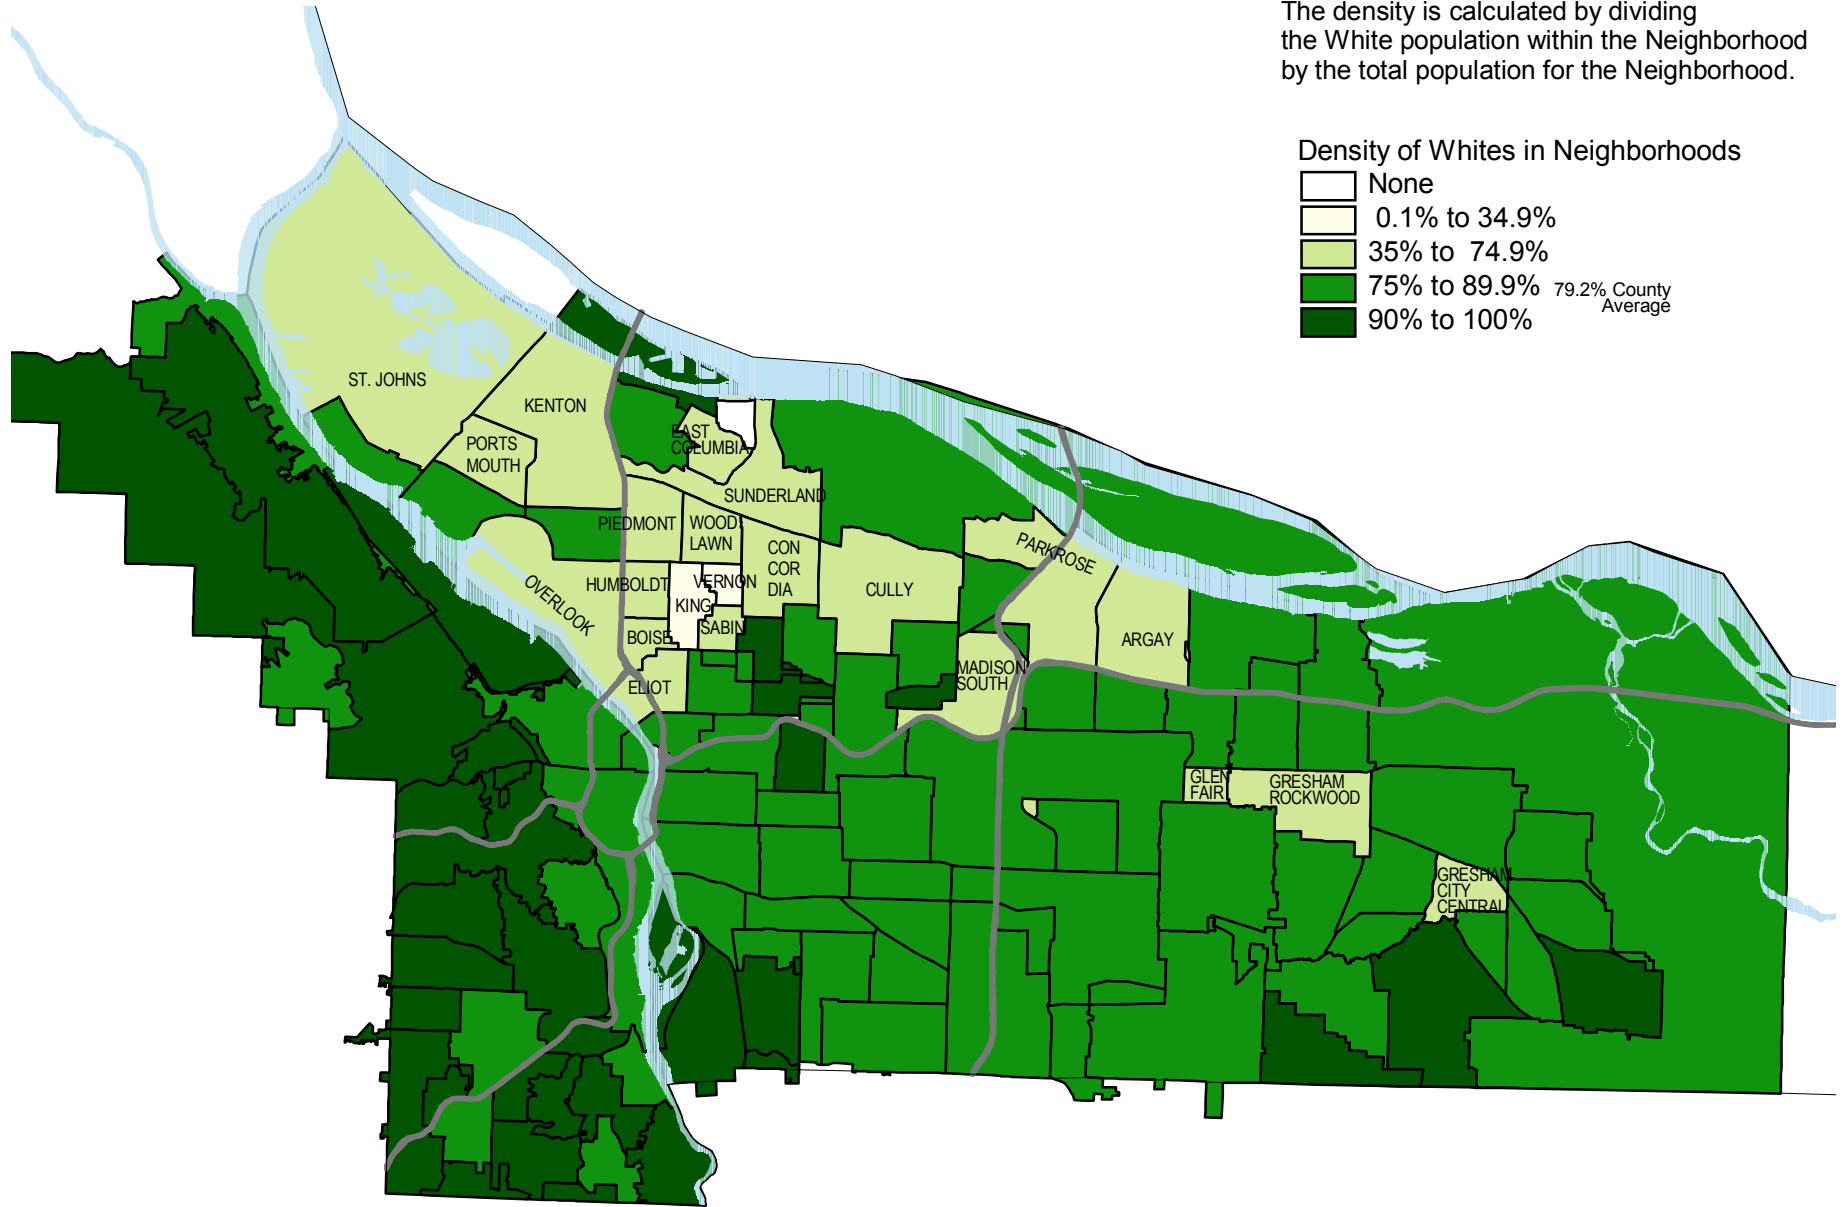 The density is calculated by dividing
the White population within the Neighborhood
by the total population for the Neighborhood.
Density of Whites in Neighborhoods
None
0.1% to 34.9%
35% to 74.9%
75% to 89.9% 79.2% County
Average
90% to 100%
ST. JOHNS
KENTON
PORTS
MOUTH
EAST
COLUMBIA
SUNDERLAND
PIEDMONT
WOOD
LAWN
CON
COR
DIA
PARKROSE
OVERLOOK
HUMBOLDT
VERNON
KING
CULLY
BOISE
SABIN
ARGAY
MADISON
SOUTH
ELIOT
GLEN
FAIR
GRESHAM
ROCKWOOD
GRESHAM
CITY
CENTRAL